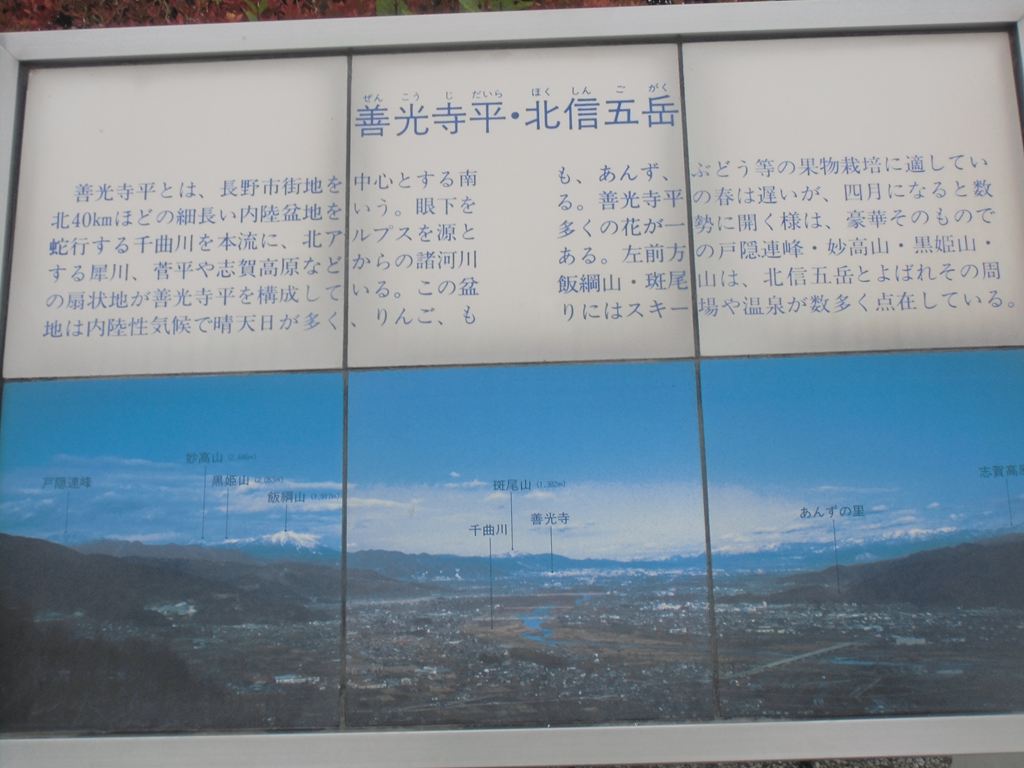 ぜん こう じ だいら ほく しん ご がく
善光寺平・北信五岳
善光寺平とは、長野市街地を中心とする南
北40kmほどの細長い内陸盆地をいう。眼下を
蛇行する千曲川を本流に、北アルプスを源と
する犀川、菅平や志賀高原などからの諸河川
の扇状地が善光寺平を構成している。この盆
地は内陸性気候で晴天日が多く、りんご、も
も、あんず、ぶどう等の果物栽培に適してい
る。善光寺平の春は遅いが、四月になると数
多くの花が一勢に開く様は、豪華そのもので
ある。左前方の戸隠連峰・妙高山・黒姫山・
飯綱山・斑尾山は、北信五岳とよばれその周
りにはスキー場や温泉が数多く点在している。
戸隠連峰
妙高山
黒姫山
飯綱山
斑尾山
千曲川
善光寺
あんずの里
志賀高